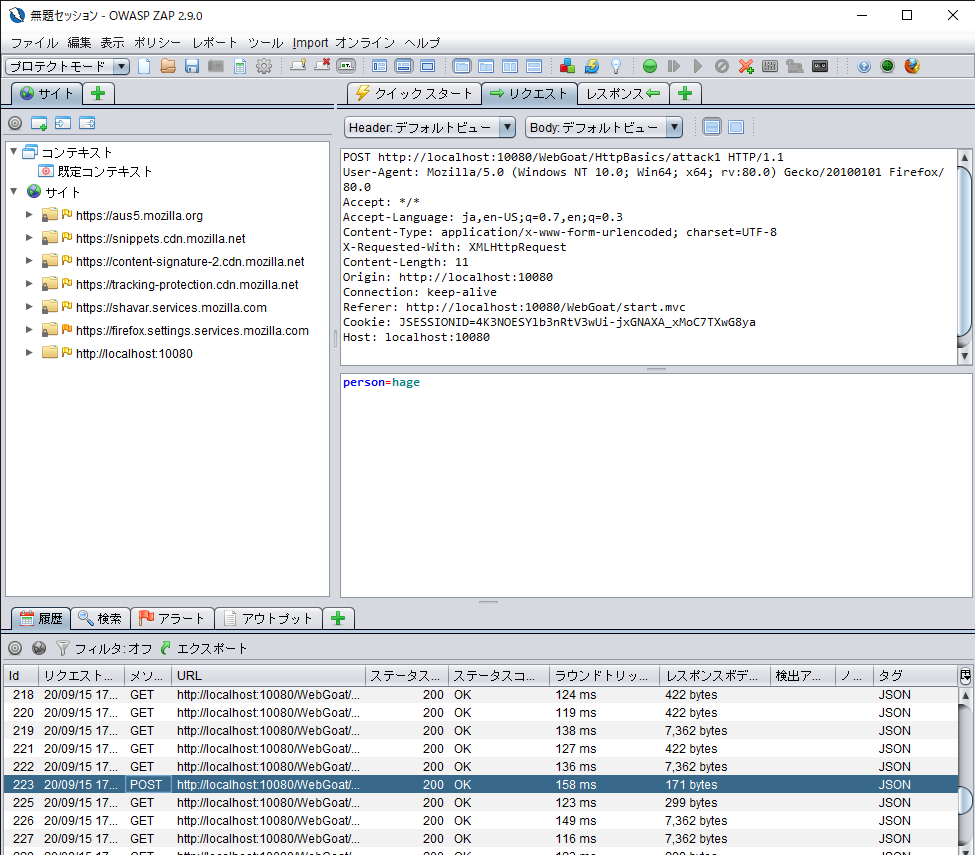 無題セッション - OWASP ZAP 2.9.0
ファイル 編集 表示 ポリシー レポート ツール Import オンライン ヘルプ
プロテクトモード
サイト
クイック スタート
リクエスト
レスポンス
Header: デフォルトビュー
Body: デフォルトビュー
コンテキスト
既定コンテキスト
サイト
https://aus5.mozilla.org
https://snippets.cdn.mozilla.net
https://content-signature-2.cdn.mozilla.net
https://tracking-protection.cdn.mozilla.net
https://shavar.services.mozilla.com
https://firefox.settings.services.mozilla.com
http://localhost:10080
POST http://localhost:10080/WebGoat/HttpBasics/attack1 HTTP/1.1
User-Agent: Mozilla/5.0 (Windows NT 10.0; Win64; x64; rv:80.0) Gecko/20100101 Firefox/
80.0
Accept: */*
Accept-Language: ja,en-US;q=0.7,en;q=0.3
Content-Type: application/x-www-form-urlencoded; charset=UTF-8
X-Requested-With: XMLHttpRequest
Content-Length: 11
Origin: http://localhost:10080
Connection: keep-alive
Referer: http://localhost:10080/WebGoat/start.mvc
Cookie: JSESSIONID=4K3NOESYlb3nRtV3wUi-jxGNAXA_xMoC7TXwG8ya
Host: localhost:10080
person=hage
履歴 検索 アラート アウトプット
フィルタ:オフ エクスポート
Id リクエスト... メソ... URL ステータス... ステータスコ... ラウンドトリッ... レスポンスボデ... 検出ア... ノ... タグ
218 20/09/15 17... GET http://localhost:10080/WebGoat/... 200 OK 124 ms 422 bytes JSON
220 20/09/15 17... GET http://localhost:10080/WebGoat/... 200 OK 119 ms 422 bytes JSON
219 20/09/15 17... GET http://localhost:10080/WebGoat/... 200 OK 138 ms 7,362 bytes JSON
221 20/09/15 17... GET http://localhost:10080/WebGoat/... 200 OK 127 ms 422 bytes JSON
222 20/09/15 17... GET http://localhost:10080/WebGoat/... 200 OK 136 ms 7,362 bytes JSON
223 20/09/15 17... POST http://localhost:10080/WebGoat/... 200 OK 158 ms 171 bytes JSON
225 20/09/15 17... GET http://localhost:10080/WebGoat/... 200 OK 123 ms 299 bytes JSON
226 20/09/15 17... GET http://localhost:10080/WebGoat/... 200 OK 149 ms 7,362 bytes JSON
227 20/09/15 17... GET http://localhost:10080/WebGoat/... 200 OK 116 ms 7,362 bytes JSON